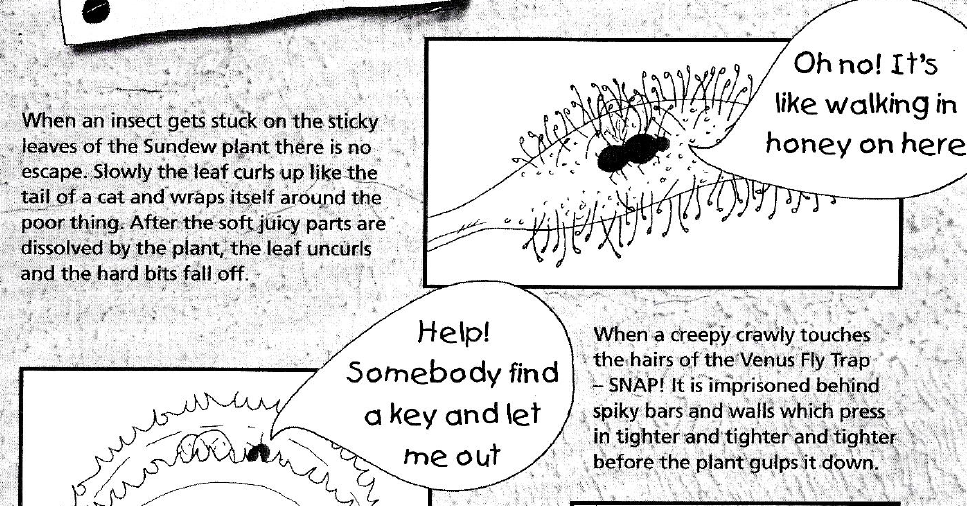 Oh no! It's
like walking in
honey on here
When an insect gets stuck on the sticky
leaves of the Sundew plant there is no
escape. Slowly the leaf curls up like the
tail of a cat and wraps itself around the
poor thing. After the soft juicy parts are
dissolved by the plant, the leaf uncurls
and the hard bits fall off.
Help!
Somebody find
a key and let
me out
When a creepy crawly touches
the hairs of the Venus Fly Trap
– SNAP! It is imprisoned behind
spiky bars and walls which press
in tighter and tighter and tighter
before the plant gulps it down.